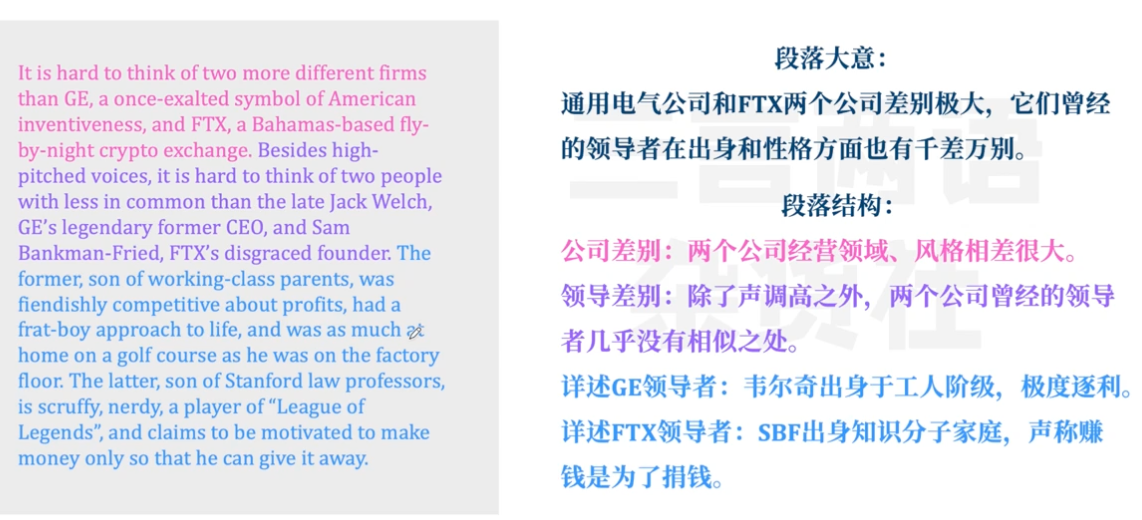 It is hard to think of two more different firms
than GE, a once-exalted symbol of American
inventiveness, and FTX, a Bahamas-based fly-
by-night crypto exchange. Besides high-
pitched voices, it is hard to think of two people
with less in common than the late Jack Welch,
GE’s legendary former CEO, and Sam
Bankman-Fried, FTX’s disgraced founder. The
former, son of working-class parents, was
fiendishly competitive about profits, had a
frat-boy approach to life, and was as much at
home on a golf course as he was on the factory
floor. The latter, son of Stanford law professors,
is scruffy, nerdy, a player of “League of
Legends”, and claims to be motivated to make
money only so that he can give it away.
段落大意：
通用电气公司和FTX两个公司差别极大，它们曾经
的领导者在出身和性格方面也有千差万别。
段落结构：
公司差别：两个公司经营领域、风格相差很大。
领导差别：除了声调高之外，两个公司曾经的领导
者几乎没有相似之处。
详述GE领导者：韦尔奇出身于工人阶级，极度逐利。
详述FTX领导者：SBF出身知识分子家庭，声称赚
钱是为了捐钱。
三言两语
杂货在